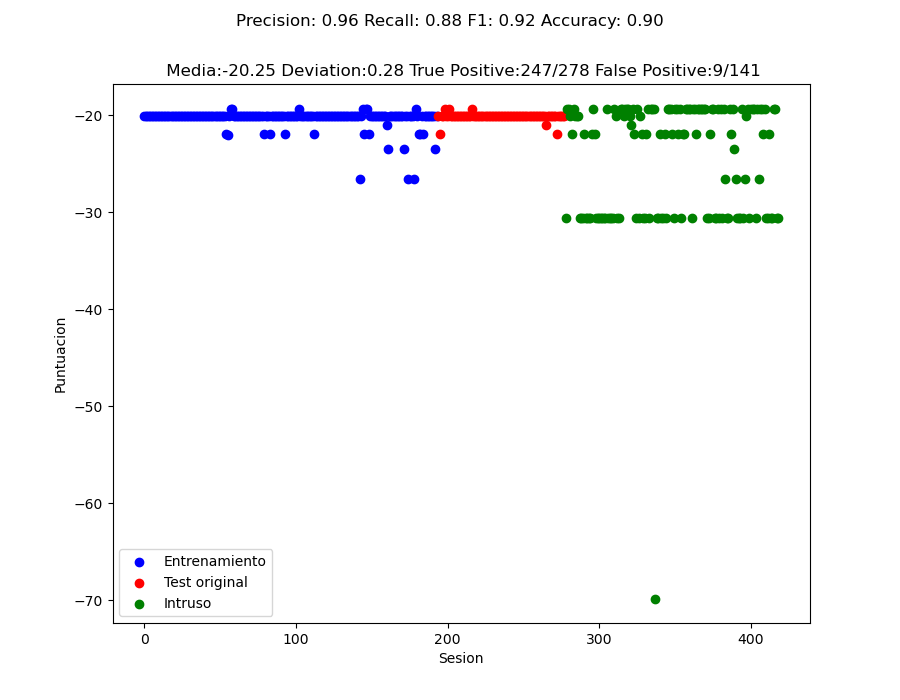 Precision: 0.96 Recall: 0.88 F1: 0.92 Accuracy: 0.90
Media:-20.25 Deviation:0.28 True Positive:247/278 False Positive:9/141
−20
−30
−40
−50
−60
−70
Puntuacion
Entrenamiento
Test original
Intruso
0 100 200 300 400
Sesion